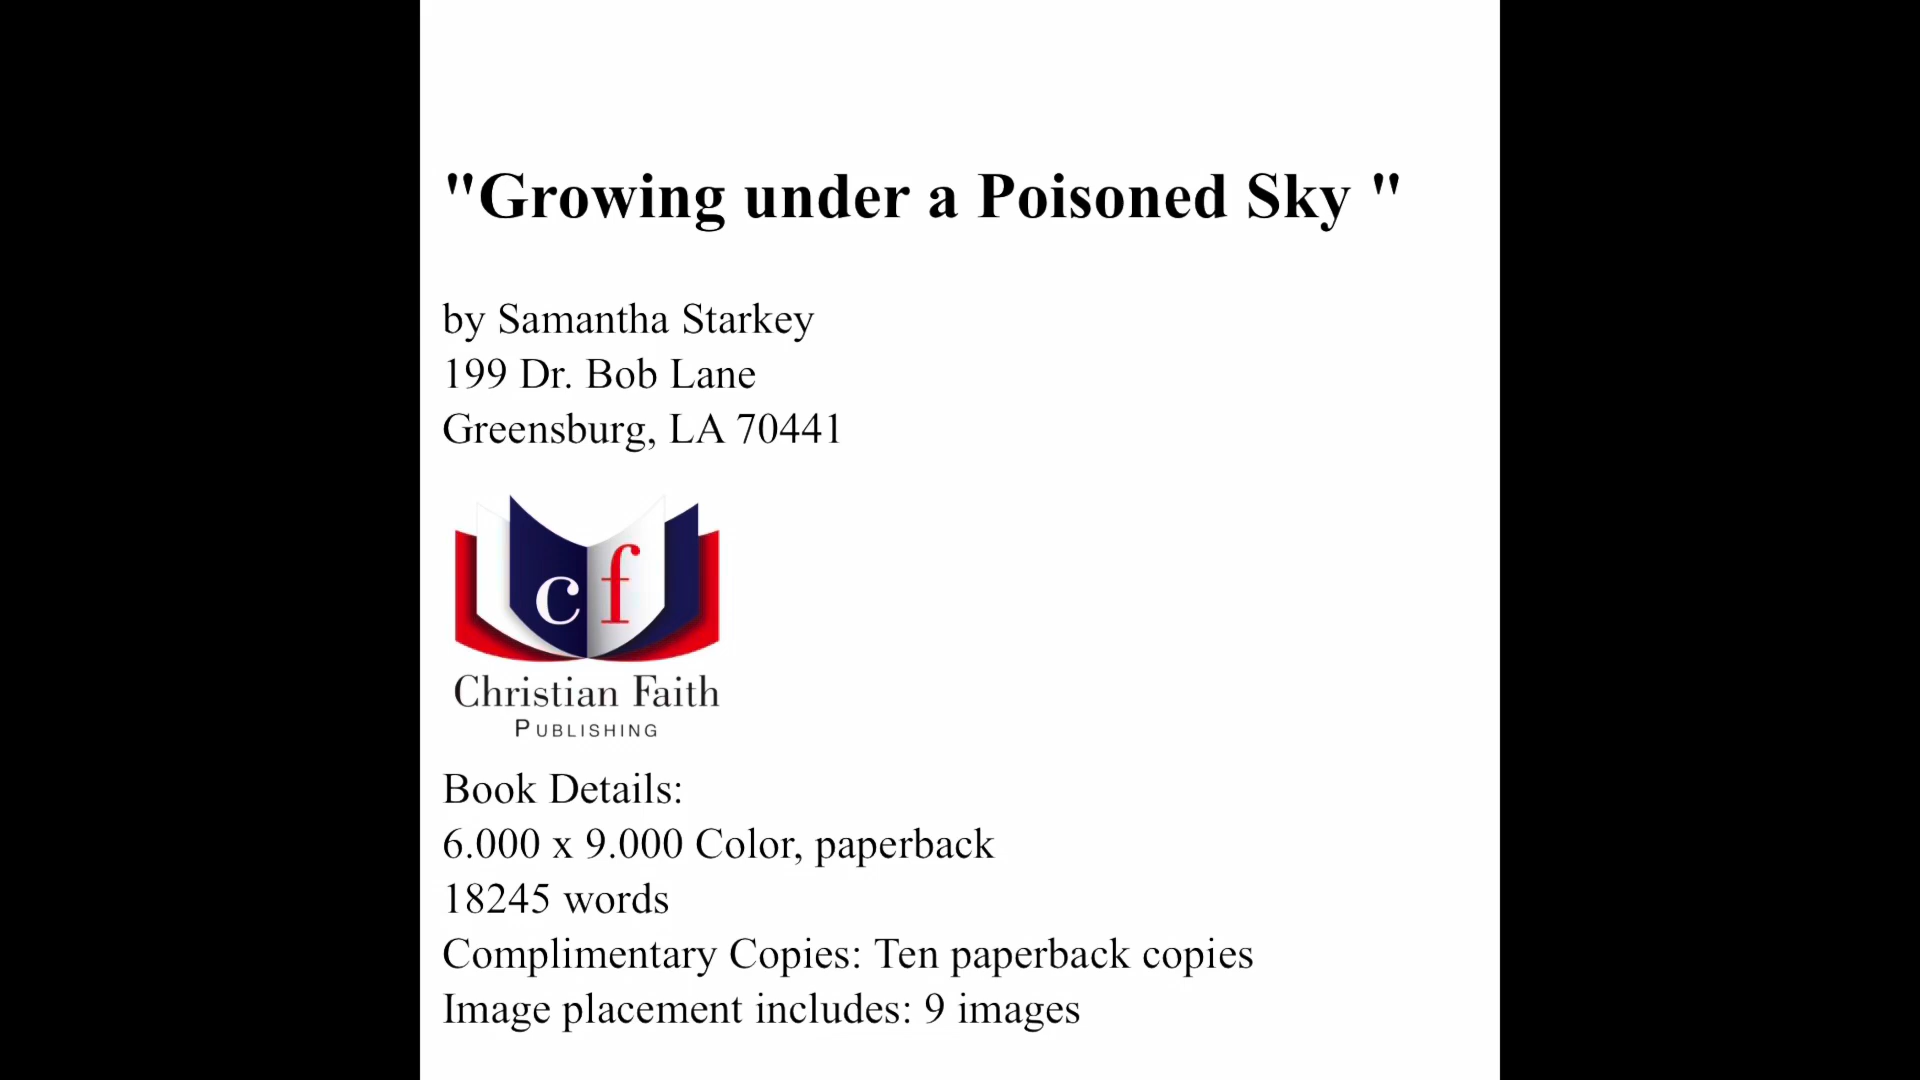 "Growing under a Poisoned Sky "
by Samantha Starkey
199 Dr. Bob Lane
Greensburg, LA 70441
cf
Christian Faith
PUBLISHING
Book Details:
6.000 x 9.000 Color, paperback
18245 words
Complimentary Copies: Ten paperback copies
Image placement includes: 9 images